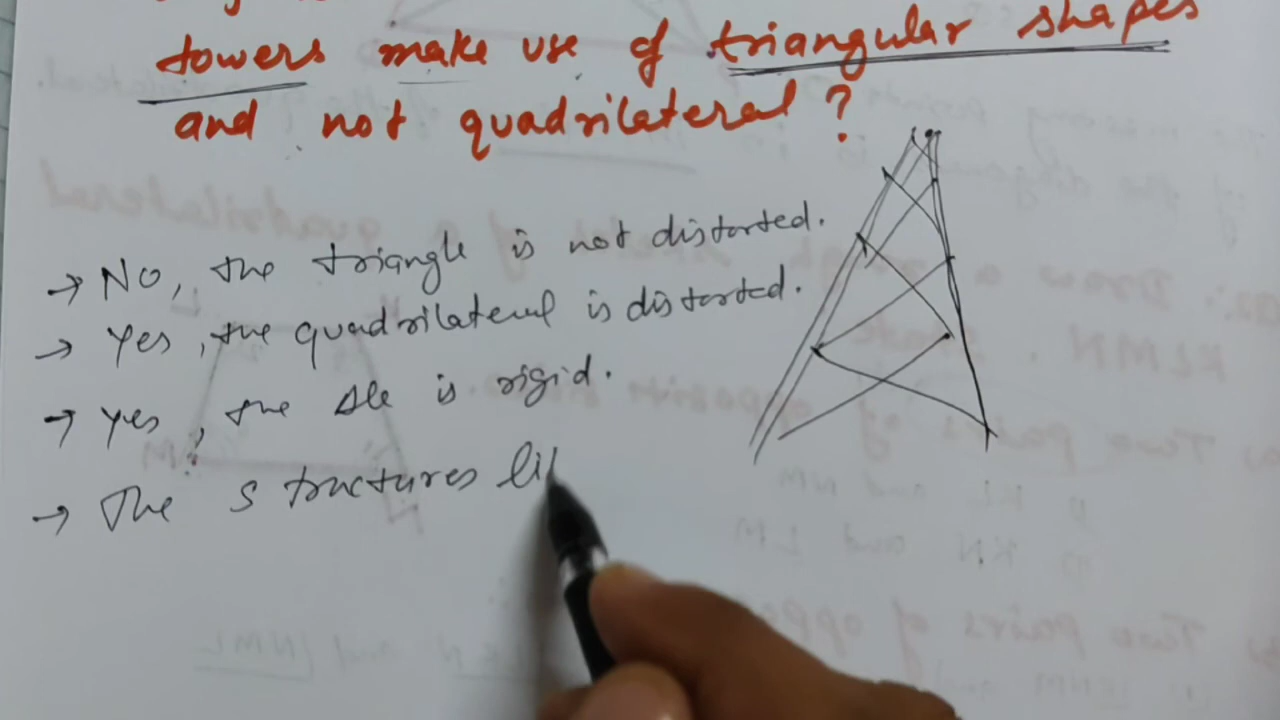 towers make use of triangular shapes
and not quadrilateral?
→ No, the triangle is not distorted.
→ Yes, the quadrilateral is distorted.
→ Yes, the Δle is rigid.
→ The structures li